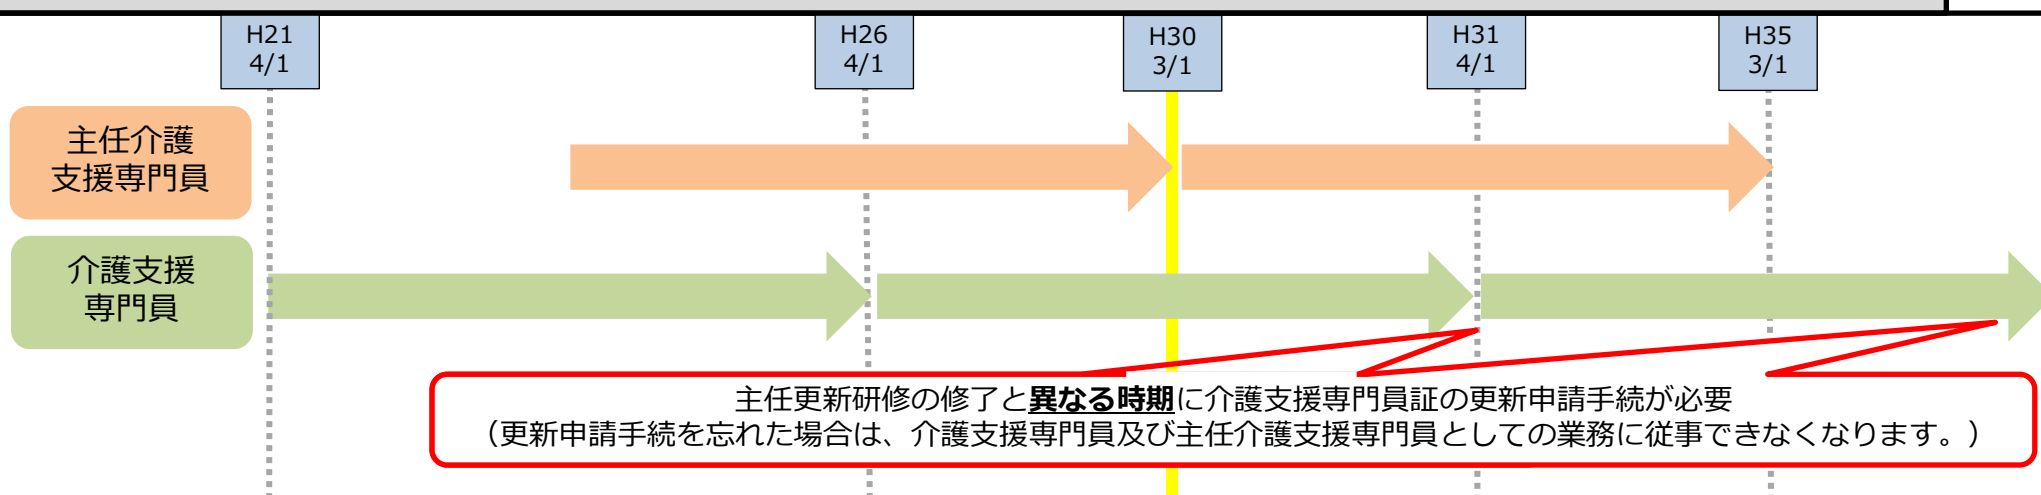 H21
4/1
H26
4/1
H30
3/1
H31
4/1
H35
3/1
主任介護
支援専門員
介護支援
専門員
主任更新研修の修了と異なる時期に介護支援専門員証の更新申請手続が必要
（更新申請手続を忘れた場合は、介護支援専門員及び主任介護支援専門員としての業務に従事できなくなります。）